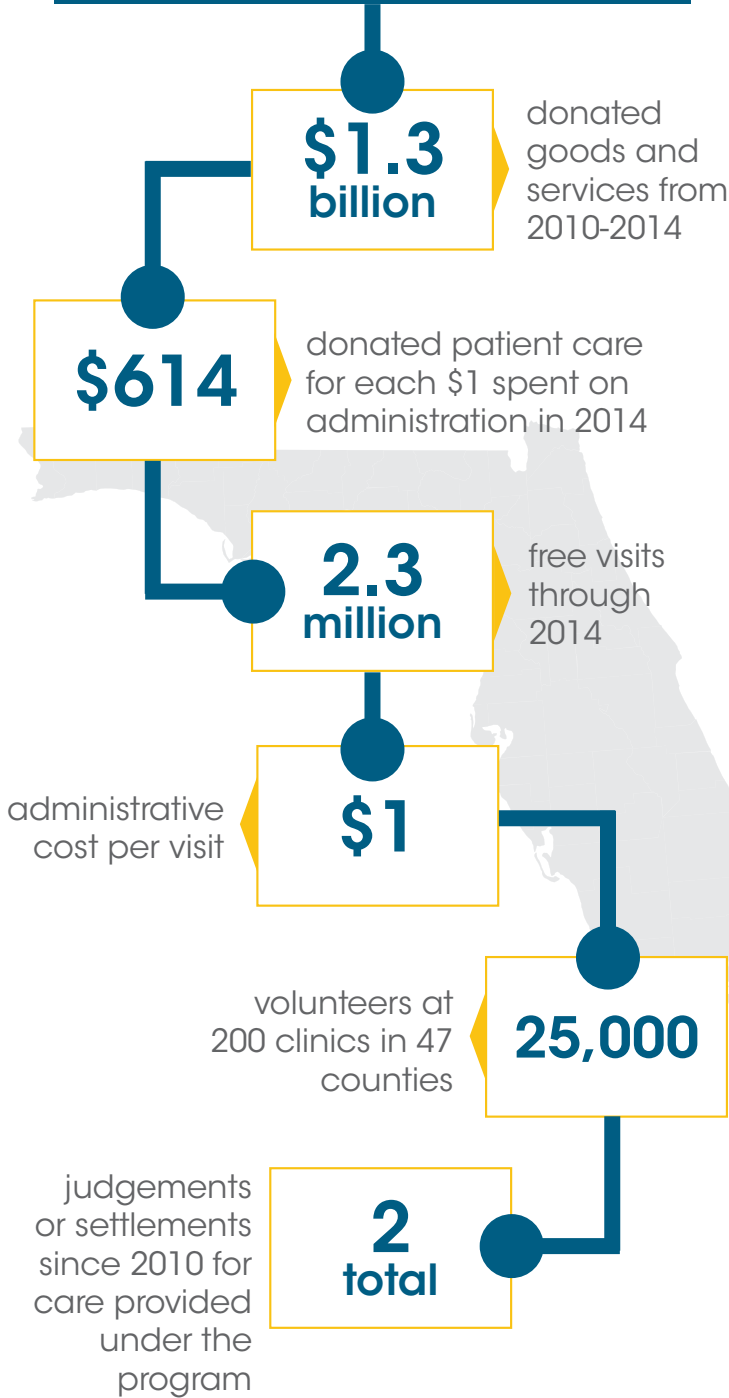 $1.3
billion
donated
goods and
services from
2010-2014
$614
donated patient care
for each $1 spent on
administration in 2014
2.3
million
free visits
through
2014
administrative
cost per visit
$1
volunteers at
200 clinics in 47
counties
25,000
judgements
or settlements
since 2010 for
care provided
under the
program
2
total